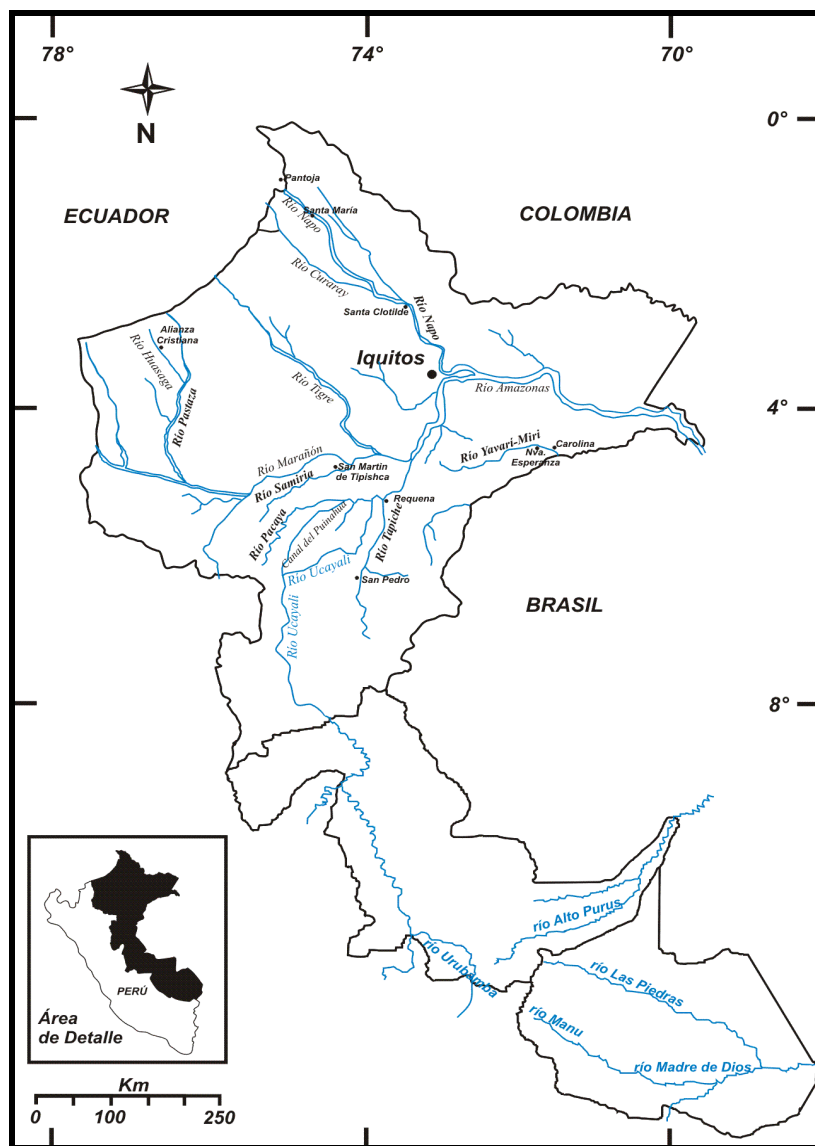 78°
74°
70°
N
0°
ECUADOR
COLOMBIA
Pantoja
Santa María
Río Napo
Río Curaray
Santa Clotilde
Río Napo
Alianza
Cristiana
Río Huasaga
Río Pastaza
Río Tigre
Iquitos
Río Amazonas
4°
Río Marañón
Río Samiria
San Martin
de Tipishca
Río Yavarí-Miri
Carolina
Nva.
Esperanza
Requena
Río Pacaya
Canal del Puinahua
Río Tapiche
Río Ucayali
San Pedro
Río Ucayali
BRASIL
8°
río Alto Purus
río Urubamba
río Las Piedras
río Manu
río Madre de Dios
PERÚ
Área
de Detalle
Km
0
100
250